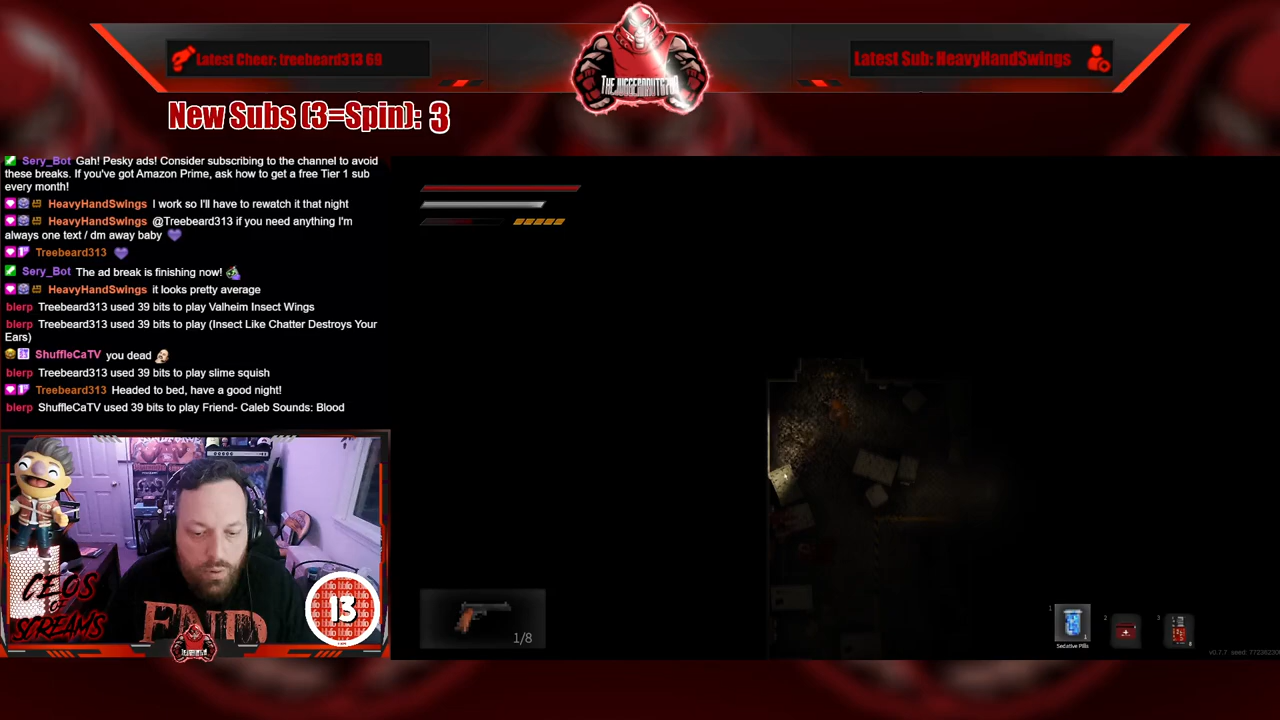 Latest Cheer: treebeard313 69
Latest Sub: HeavyHandSwings
THEJUGGERNAUT
New Subs (3=Spin): 3
Sery_Bot Gah! Pesky ads! Consider subscribing to the channel to avoid
these breaks. If you've got Amazon Prime, ask how to get a free Tier 1 sub
every month!
HeavyHandSwings I work so I'll have to rewatch it that night
HeavyHandSwings @Treebeard313 if you need anything I'm
always one text / dm away baby
Treebeard313
Sery_Bot The ad break is finishing now!
HeavyHandSwings it looks pretty average
blerp Treebeard313 used 39 bits to play Valheim Insect Wings
blerp Treebeard313 used 39 bits to play (Insect Like Chatter Destroys Your
Ears)
ShuffleCaTV you dead
blerp Treebeard313 used 39 bits to play slime squish
Treebeard313 Headed to bed, have a good night!
blerp ShuffleCaTV used 39 bits to play Friend- Caleb Sounds: Blood
CEOS
OF
SCREAMS
13
1/8
1
1
Sedative Pills
2
3